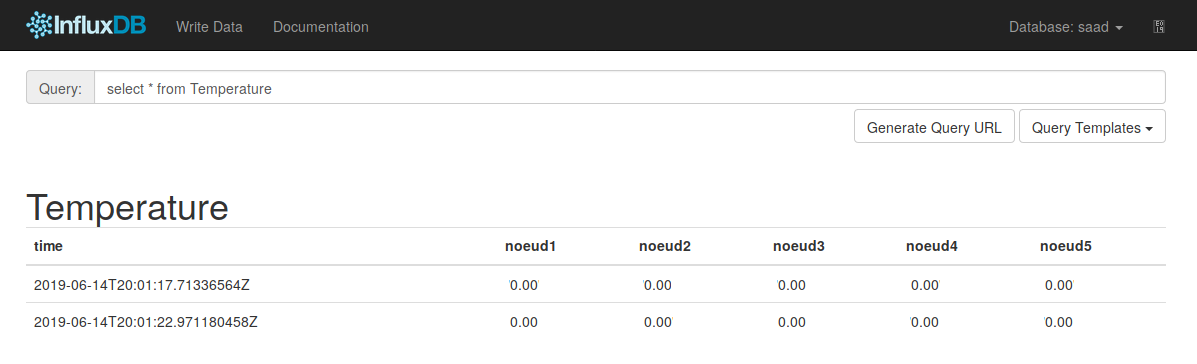 InfluxDB Write Data Documentation Database: saad
Query: select * from Temperature
Generate Query URL Query Templates
Temperature
time noeud1 noeud2 noeud3 noeud4 noeud5
2019-06-14T20:01:17.71336564Z 0.00 0.00 0.00 0.00 0.00
2019-06-14T20:01:22.971180458Z 0.00 0.00 0.00 0.00 0.00